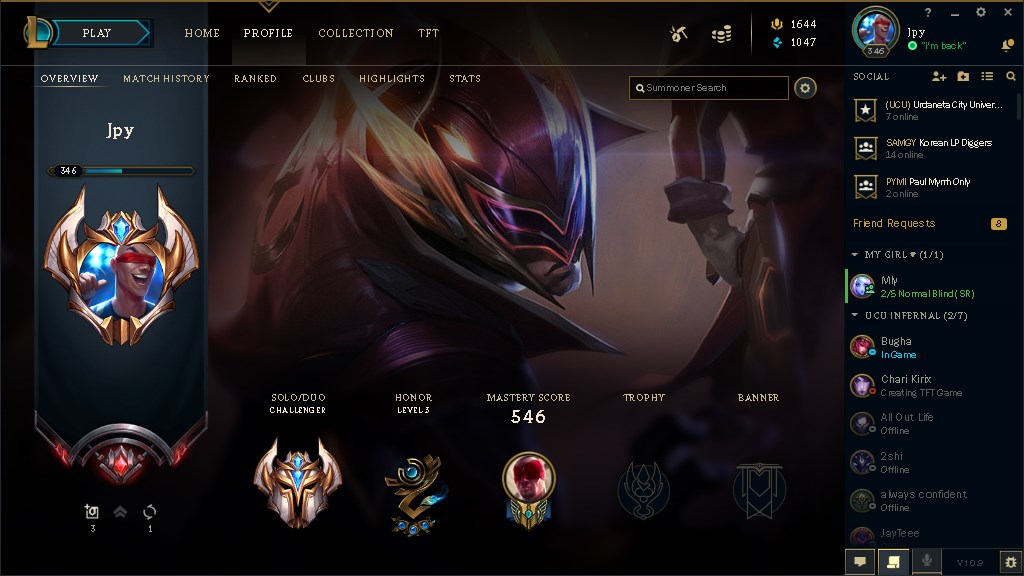 PLAY
HOME
PROFILE
COLLECTION
TFT
1644
1047
?
346
Jpy
"I'm back"
OVERVIEW
MATCH HISTORY
RANKED
CLUBS
HIGHLIGHTS
STATS
Summoner Search
SOCIAL
(UCU) Urdaneta City Univer...
7 online
SAMGY Korean LP Diggers
14 online
PYMI Paul Myrrh Only
2 online
Friend Requests
8
MY GIRL ♥ (1/1)
Mly
2/5 Normal Blind(SR)
UCU INFERNAL (2/7)
Bugha
In Game
Chari Kirix
Creating TFT Game
All Out Life
Offline
2shi
Offline
always confident
Offline
JayTeee
V10.9
Jpy
346
SOLO/DUO
CHALLENGER
HONOR
LEVEL 3
MASTERY SCORE
546
TROPHY
BANNER
3
1